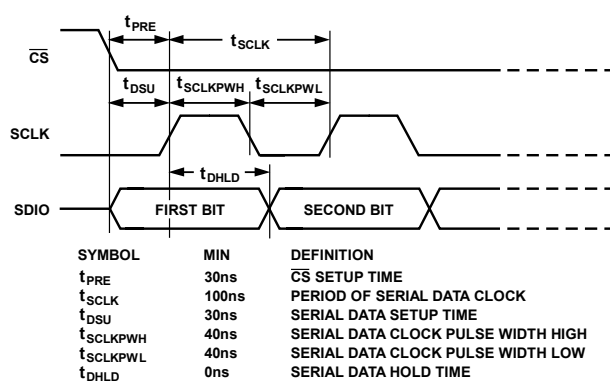 tPRE
tSCLK
CS
tDSU
tSCLKPWH
tSCLKPWL
SCLK
tDHLD
SDIO
FIRST BIT
SECOND BIT
SYMBOL MIN DEFINITION
tPRE 30ns CS SETUP TIME
tSCLK 100ns PERIOD OF SERIAL DATA CLOCK
tDSU 30ns SERIAL DATA SETUP TIME
tSCLKPWH 40ns SERIAL DATA CLOCK PULSE WIDTH HIGH
tSCLKPWL 40ns SERIAL DATA CLOCK PULSE WIDTH LOW
tDHLD 0ns SERIAL DATA HOLD TIME